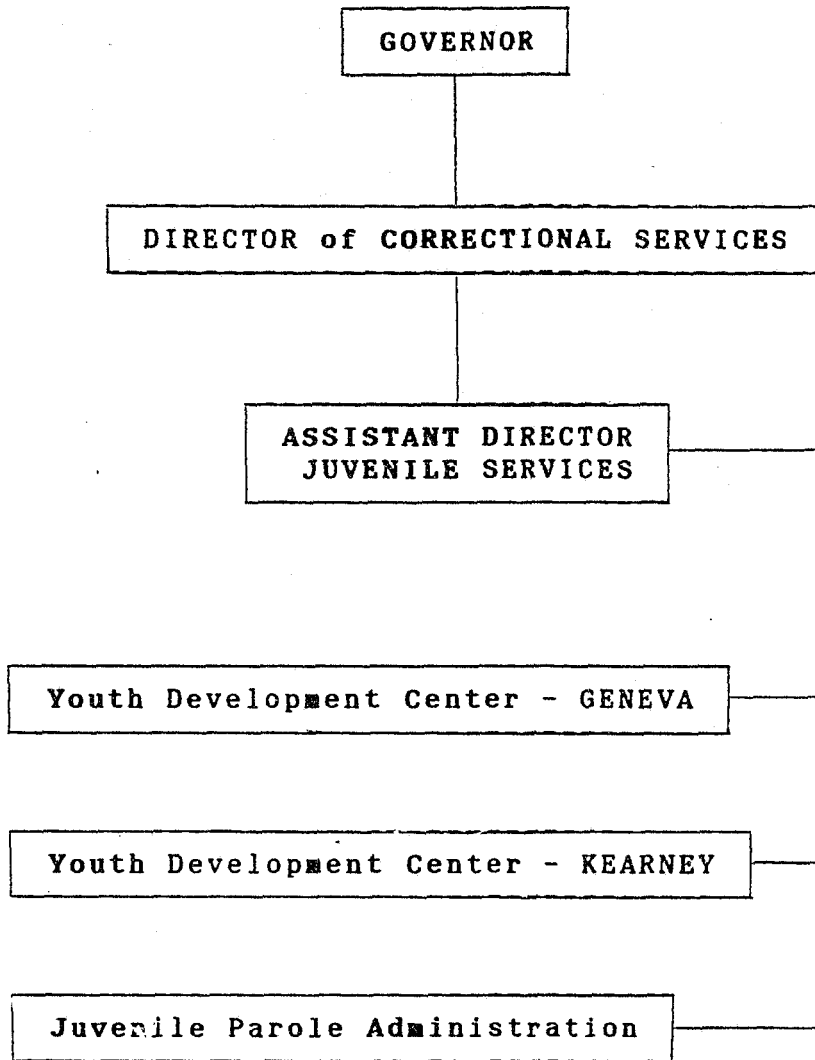 GOVERNOR
DIRECTOR of CORRECTIONAL SERVICES
ASSISTANT DIRECTOR
JUVENILE SERVICES
Youth Development Center - GENEVA
Youth Development Center - KEARNEY
Juvenile Parole Administration